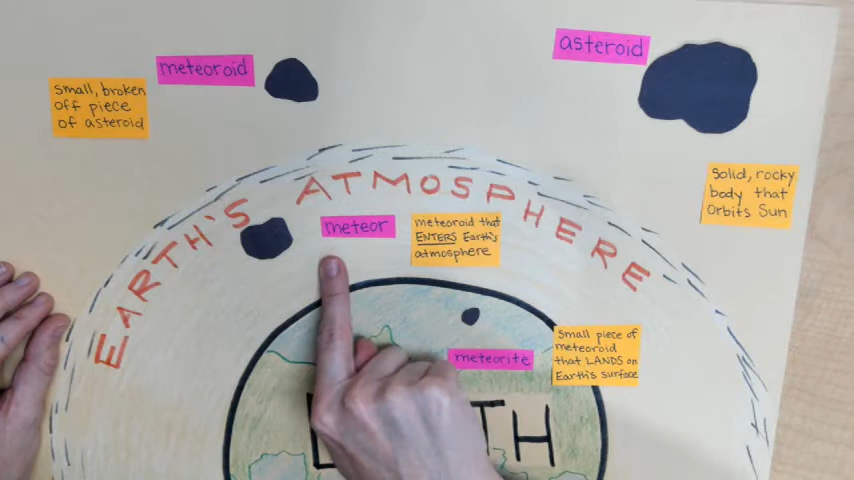 meteoroid
small, broken
off piece
of asteroid
asteroid
solid, rocky
body that
Orbits Sun
EARTH'S ATMOSPHERE
meteor
meteoroid that
ENTERS Earth's
atmosphere
meteorite
Small piece of
meteoroid
that LANDS on
Earth's surface
TH